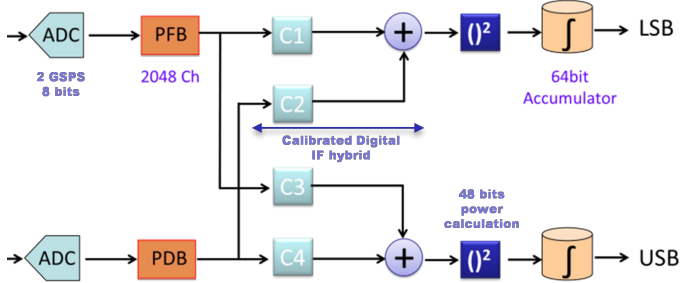 ADC
PFB
C1
+
()²
∫
LSB
2 GSPS
8 bits
2048 Ch
64bit
Accumulator
C2
Calibrated Digital
IF hybrid
C3
48 bits
power
calculation
ADC
PDB
C4
+
()²
∫
USB